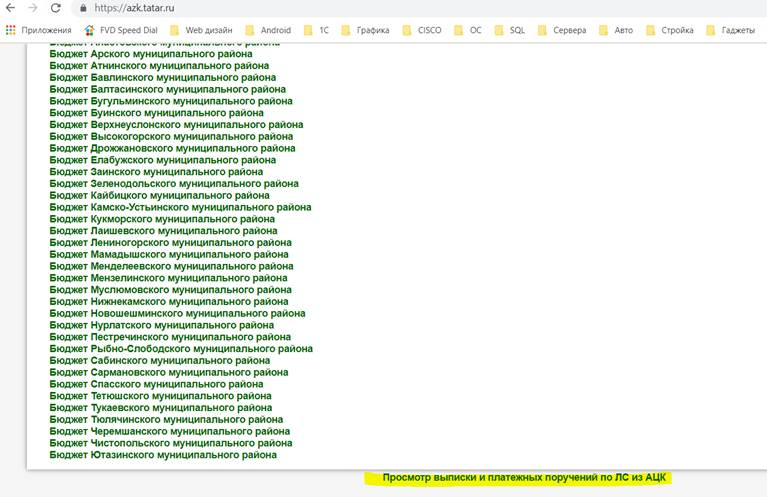 https://azk.tatar.ru
Приложения FVD Speed Dial Web дизайн Android 1С Графика CISCO ОС SQL Сервера Авто Стройка Гаджеты
Бюджет Апастовского муниципального района
Бюджет Арского муниципального района
Бюджет Атнинского муниципального района
Бюджет Бавлинского муниципального района
Бюджет Балтасинского муниципального района
Бюджет Бугульминского муниципального района
Бюджет Буинского муниципального района
Бюджет Верхнеуслонского муниципального района
Бюджет Высокогорского муниципального района
Бюджет Дрожжановского муниципального района
Бюджет Елабужского муниципального района
Бюджет Заинского муниципального района
Бюджет Зеленодольского муниципального района
Бюджет Кайбицкого муниципального района
Бюджет Камско-Устьинского муниципального района
Бюджет Кукморского муниципального района
Бюджет Лаишевского муниципального района
Бюджет Лениногорского муниципального района
Бюджет Мамадышского муниципального района
Бюджет Менделеевского муниципального района
Бюджет Мензелинского муниципального района
Бюджет Муслюмовского муниципального района
Бюджет Нижнекамского муниципального района
Бюджет Новошешминского муниципального района
Бюджет Нурлатского муниципального района
Бюджет Пестречинского муниципального района
Бюджет Рыбно-Слободского муниципального района
Бюджет Сабинского муниципального района
Бюджет Сармановского муниципального района
Бюджет Спасского муниципального района
Бюджет Тетюшского муниципального района
Бюджет Тукаевского муниципального района
Бюджет Тюлячинского муниципального района
Бюджет Черемшанского муниципального района
Бюджет Чистопольского муниципального района
Бюджет Ютазинского муниципального района
Просмотр выписки и платежных поручений по ЛС из АЦК